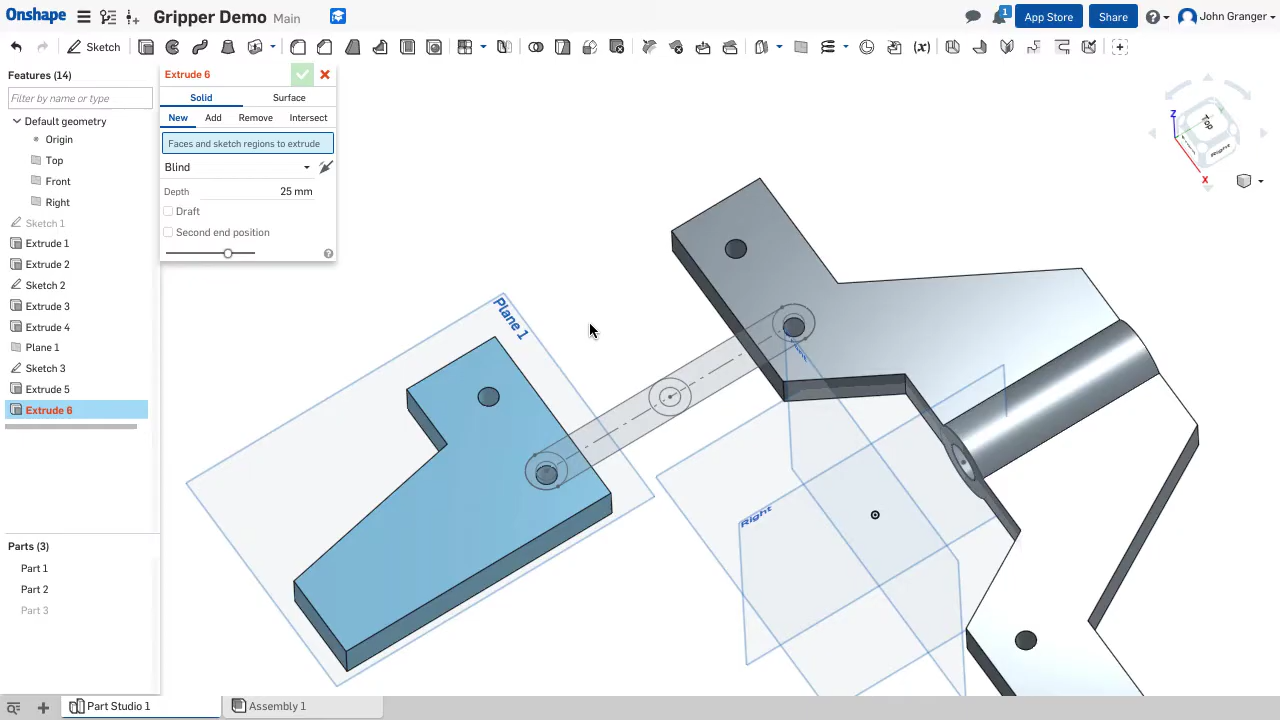 Onshape
Gripper Demo Main
1
App Store
Share
John Granger
Sketch
(x)
Features (14)
Filter by name or type
Default geometry
Origin
Top
Front
Right
Sketch 1
Extrude 1
Extrude 2
Sketch 2
Extrude 3
Extrude 4
Plane 1
Sketch 3
Extrude 5
Extrude 6
Parts (3)
Part 1
Part 2
Part 3
Extrude 6
Solid Surface
New Add Remove Intersect
Faces and sketch regions to extrude
Blind
Depth 25 mm
Draft
Second end position
Plane 1
Right
Z
Top
Right
X
Part Studio 1
Assembly 1